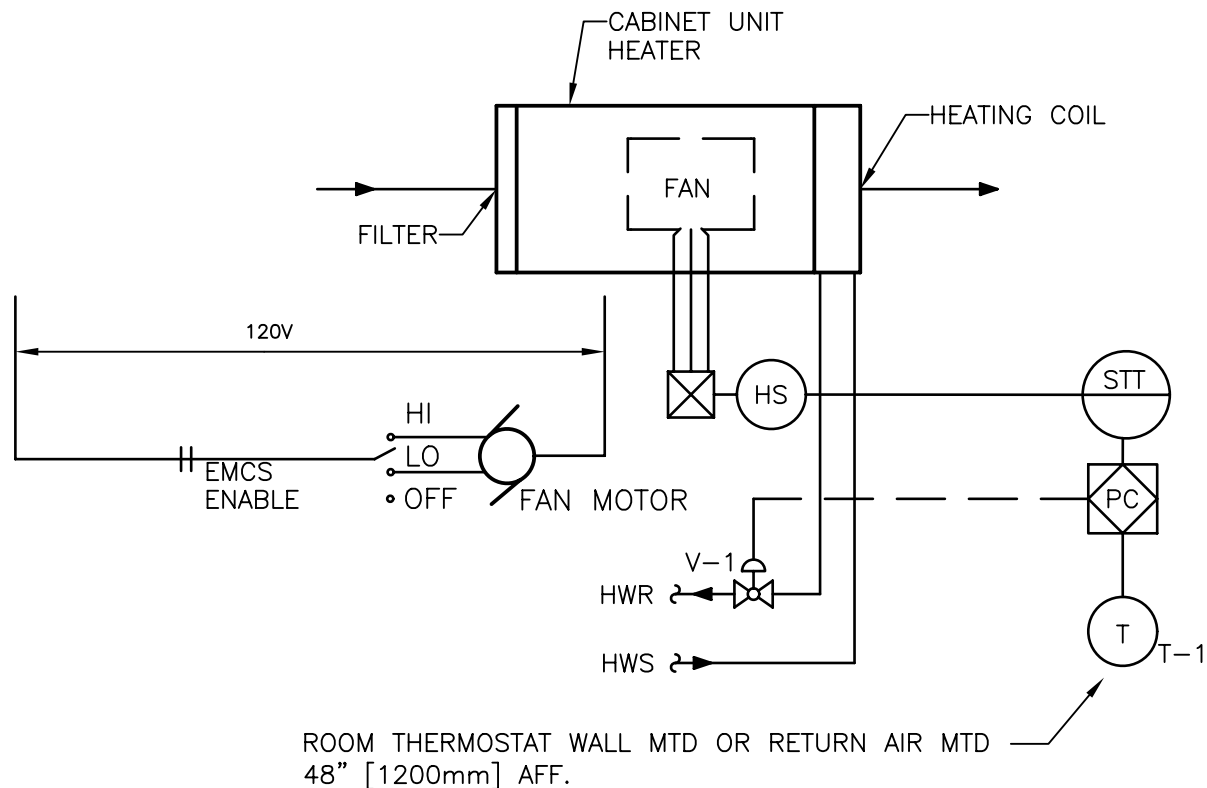 CABINET UNIT
HEATER
HEATING COIL
FAN
FILTER
120V
HS
STT
HI
LO
OFF
EMCS
ENABLE
FAN MOTOR
PC
V-1
HWR
T
T-1
HWS
ROOM THERMOSTAT WALL MTD OR RETURN AIR MTD
48" [1200mm] AFF.